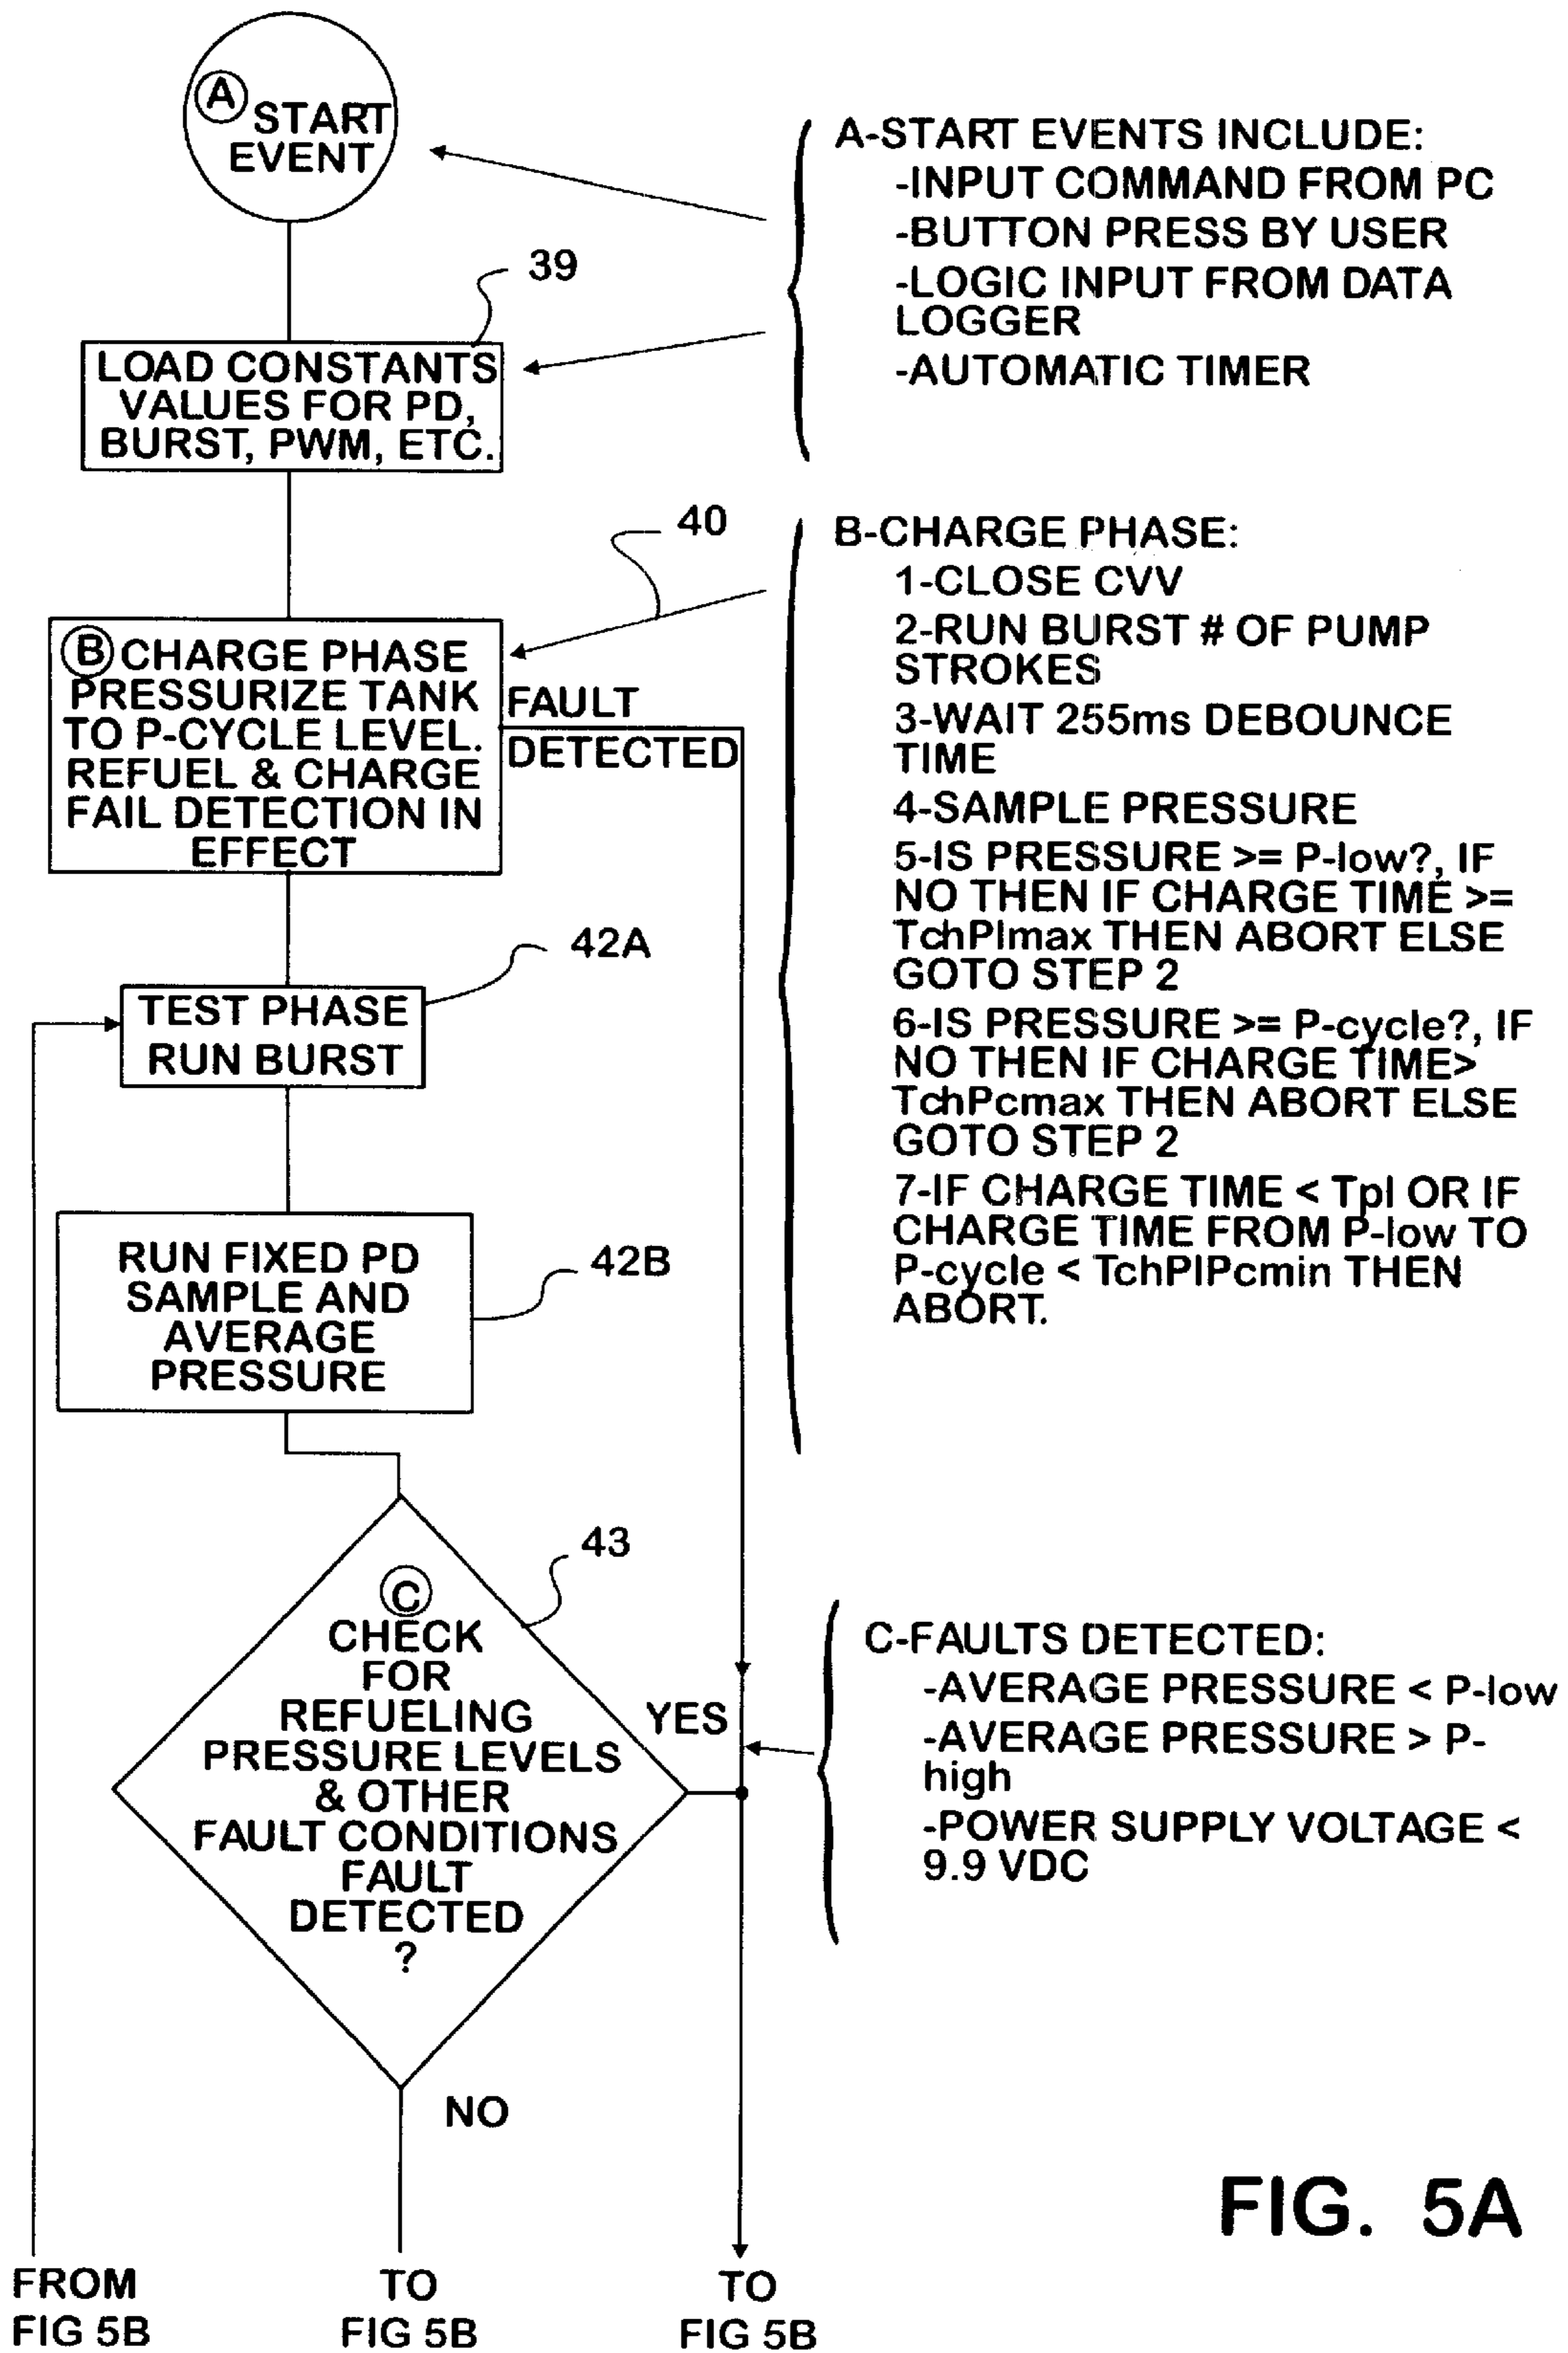 A
START
EVENT
39
LOAD CONSTANTS
VALUES FOR PD,
BURST, PWM, ETC.
A-START EVENTS INCLUDE:
-INPUT COMMAND FROM PC
-BUTTON PRESS BY USER
-LOGIC INPUT FROM DATA
LOGGER
-AUTOMATIC TIMER
40
B CHARGE PHASE
PRESSURIZE TANK
TO P-CYCLE LEVEL.
REFUEL & CHARGE
FAIL DETECTION IN
EFFECT
FAULT
DETECTED
B-CHARGE PHASE:
1-CLOSE CVV
2-RUN BURST # OF PUMP
STROKES
3-WAIT 255ms DEBOUNCE
TIME
4-SAMPLE PRESSURE
5-IS PRESSURE >= P-low?, IF
NO THEN IF CHARGE TIME >=
TchPlmax THEN ABORT ELSE
GOTO STEP 2
6-IS PRESSURE >= P-cycle?, IF
NO THEN IF CHARGE TIME>
TchPcmax THEN ABORT ELSE
GOTO STEP 2
7-IF CHARGE TIME < Tpl OR IF
CHARGE TIME FROM P-low TO
P-cycle < TchPlPcmin THEN
ABORT.
42A
TEST PHASE
RUN BURST
42B
RUN FIXED PD
SAMPLE AND
AVERAGE
PRESSURE
43
C
CHECK
FOR
REFUELING
PRESSURE LEVELS
& OTHER
FAULT CONDITIONS
FAULT
DETECTED
?
YES
NO
C-FAULTS DETECTED:
-AVERAGE PRESSURE < P-low
-AVERAGE PRESSURE > P-
high
-POWER SUPPLY VOLTAGE <
9.9 VDC
FROM
FIG 5B
TO
FIG 5B
TO
FIG 5B
FIG. 5A